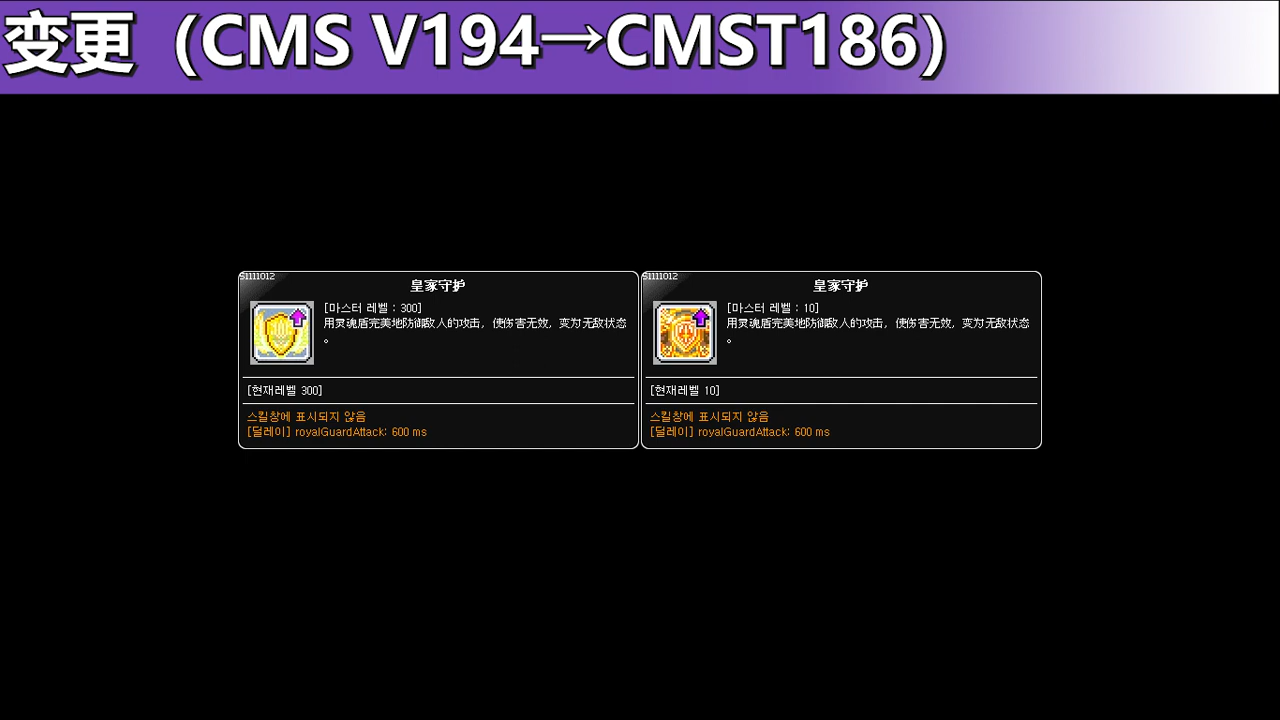 变更（CMS V194→CMST186）
51111012
皇家守护
[마스터 레벨 : 300]
用灵魂盾完美地防御敌人的攻击，使伤害无效，变为无敌状态
。
[현재레벨 300]
스킬창에 표시되지 않음
[딜레이] royalGuardAttack: 600 ms
51111012
皇家守护
[마스터 레벨 : 10]
用灵魂盾完美地防御敌人的攻击，使伤害无效，变为无敌状态
。
[현재레벨 10]
스킬창에 표시되지 않음
[딜레이] royalGuardAttack: 600 ms